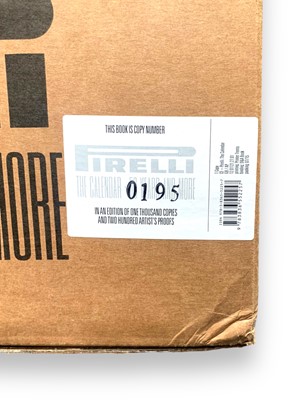 MORE
THIS BOOK IS COPY NUMBER
PIRELLI
THE CALENDAR. 50 YEARS AND MORE
0195
IN AN EDITION OF ONE THOUSAND COPIES
AND TWO HUNDRED ARTIST'S PROOFS